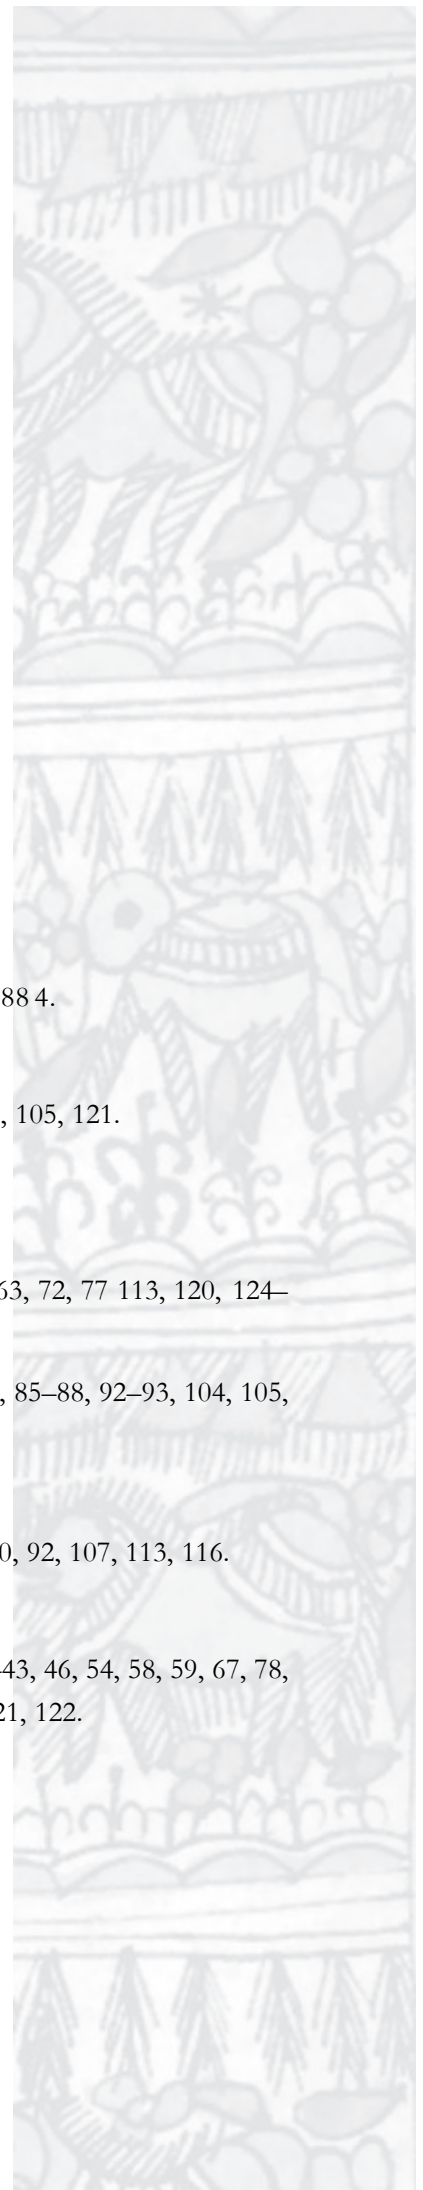 88 4.
, 105, 121.
63, 72, 77 113, 120, 124–
, 85–88, 92–93, 104, 105,
0, 92, 107, 113, 116.
43, 46, 54, 58, 59, 67, 78,
21, 122.